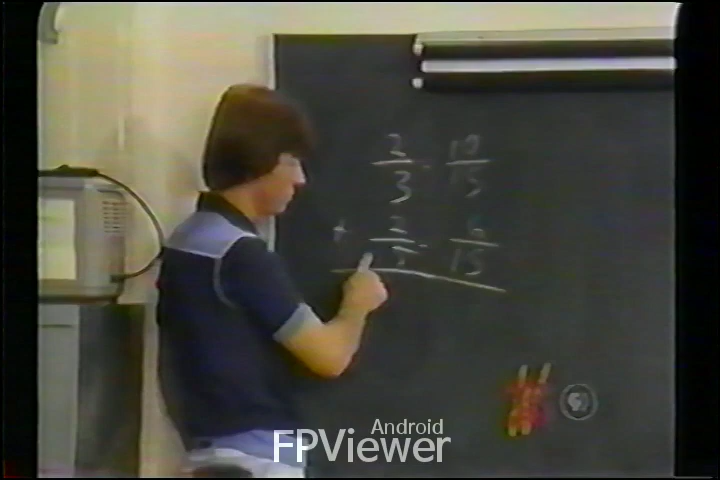 2/3 = 10/15
+ 2/5 = 6/15
Android
FPViewer